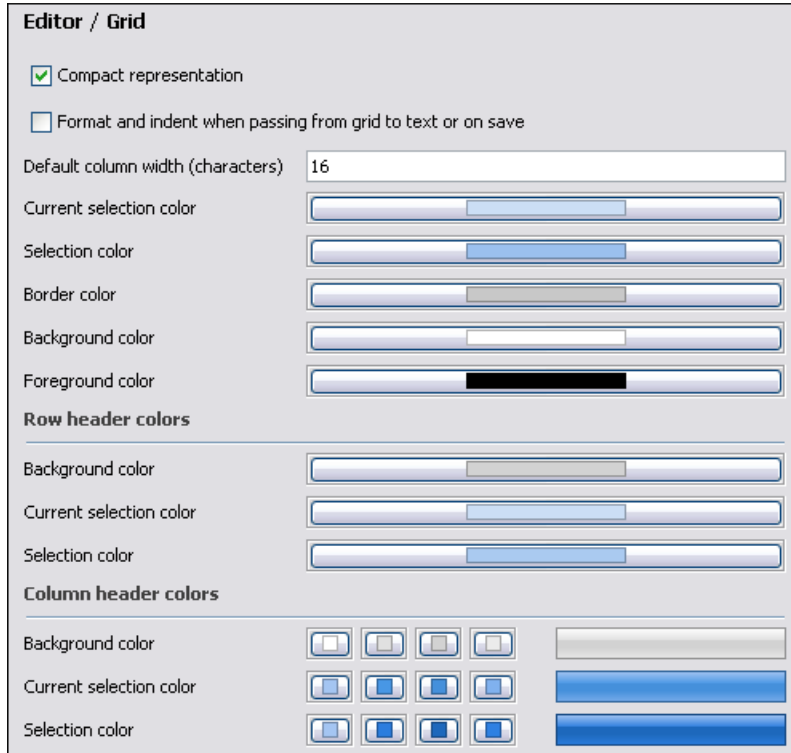 Editor / Grid
Compact representation
Format and indent when passing from grid to text or on save
Default column width (characters) 16
Current selection color
Selection color
Border color
Background color
Foreground color
Row header colors
Background color
Current selection color
Selection color
Column header colors
Background color
Current selection color
Selection color